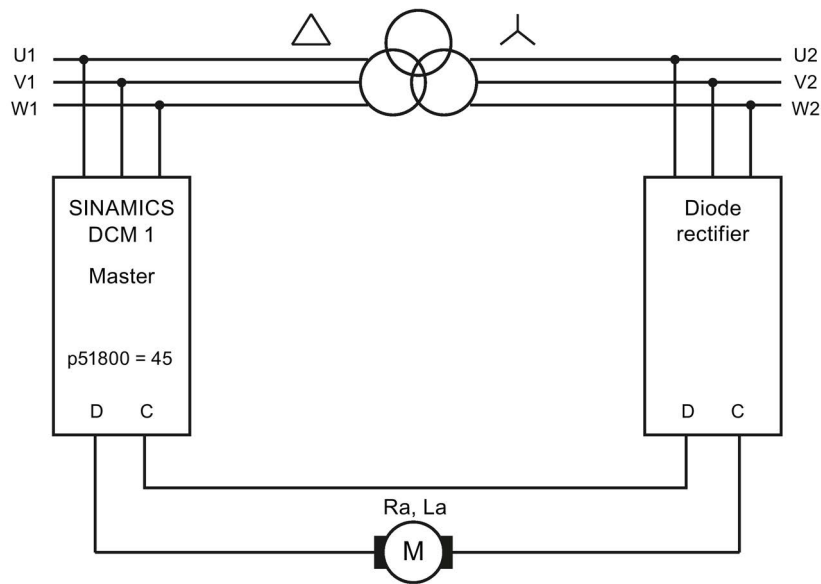 U1
U2
V1
V2
W1
W2
SINAMICS
DCM 1
Master
p51800 = 45
D C
Diode
rectifier
D C
Ra, La
M